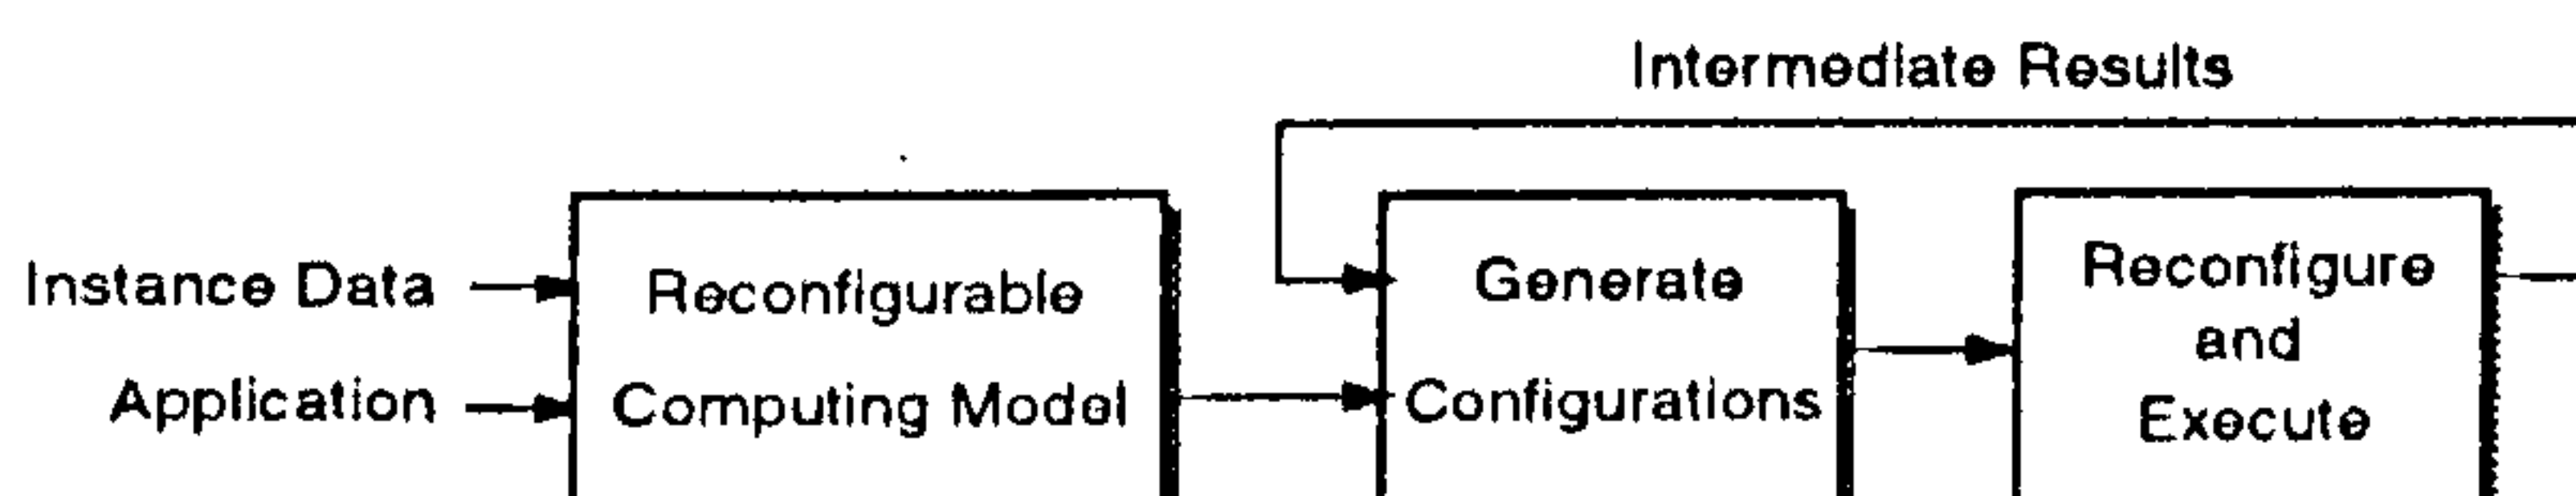 Intermediate Results
Instance Data
Application
Reconfigurable
Computing Model
Generate
Configurations
Reconfigure
and
Execute